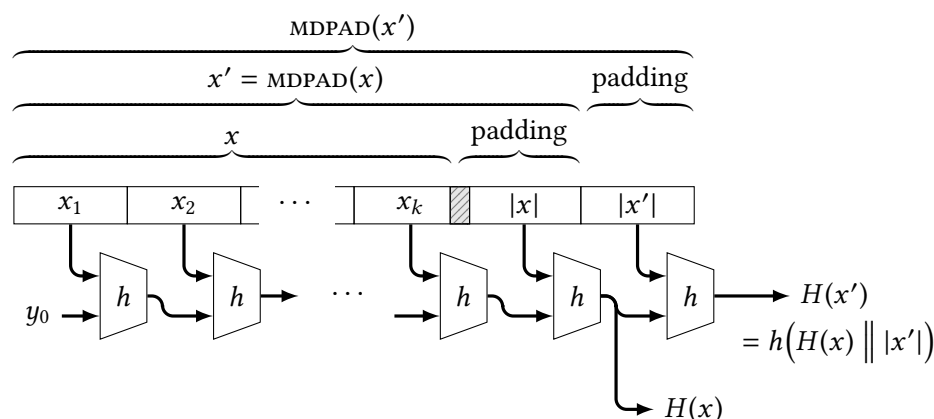 MDPAD(x′)
x′ = MDPAD(x) padding
x padding
x₁ x₂ ⋯ xₖ |x| |x′|
h h ⋯ h h h H(x′)
y₀
= h(H(x) ‖ |x′|)
H(x)